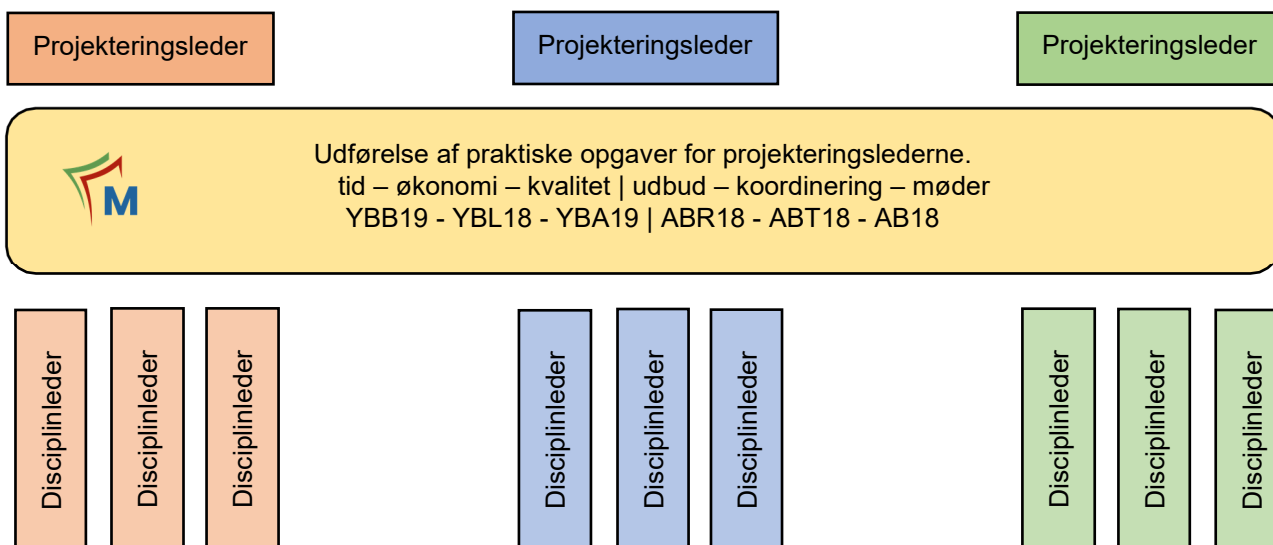 Projekteringsleder
Projekteringsleder
Projekteringsleder
M
Udførelse af praktiske opgaver for projekteringslederne.
tid – økonomi – kvalitet | udbud – koordinering – møder
YBB19 - YBL18 - YBA19 | ABR18 - ABT18 - AB18
Disciplinleder
Disciplinleder
Disciplinleder
Disciplinleder
Disciplinleder
Disciplinleder
Disciplinleder
Disciplinleder
Disciplinleder